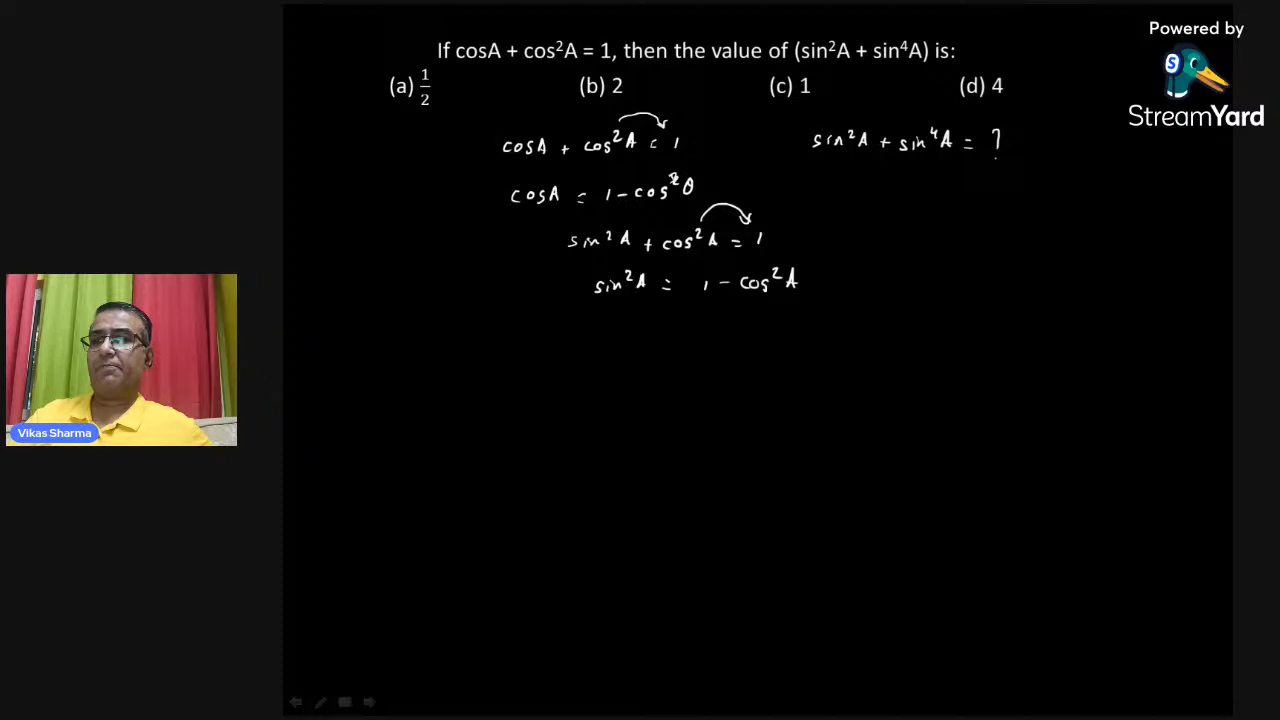 Powered by
StreamYard
If cosA + cos²A = 1, then the value of (sin²A + sin⁴A) is:
(a) 1/2 (b) 2 (c) 1 (d) 4
cosA + cos²A = 1
sin²A + sin⁴A = ?
cosA = 1 - cos²θ
sin²A + cos²A = 1
sin²A = 1 - cos²A
Vikas Sharma